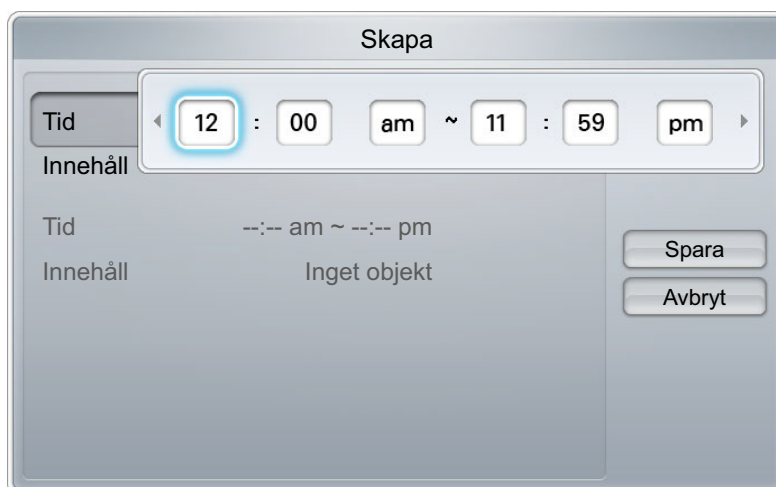 Skapa
Tid 12 : 00 am ~ 11 : 59 pm
Innehåll
Tid --:-- am ~ --:-- pm
Innehåll Inget objekt
Spara
Avbryt